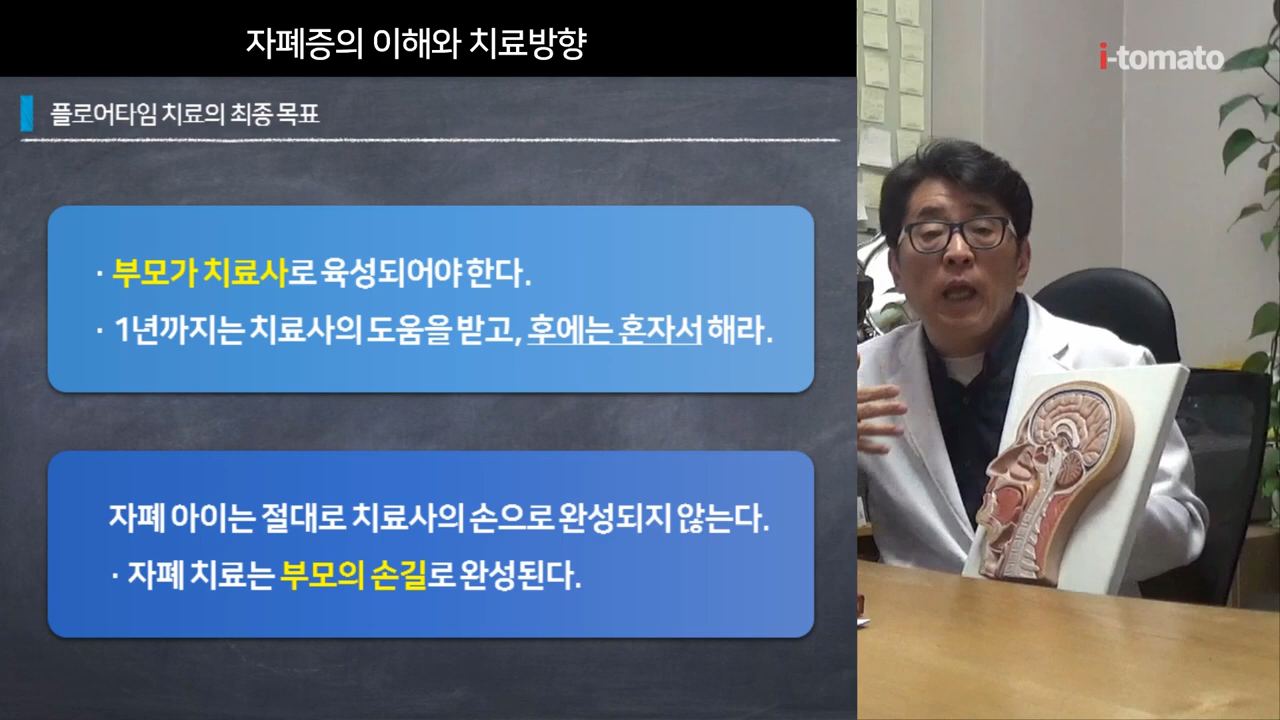 자폐증의 이해와 치료방향
i-tomato
플로어타임 치료의 최종 목표
· 부모가 치료사로 육성되어야한다.
· 1년까지는 치료사의 도움을 받고, 후에는 혼자서 해라.
자폐 아이는 절대로 치료사의 손으로 완성되지 않는다.
· 자폐 치료는 부모의 손길로 완성된다.